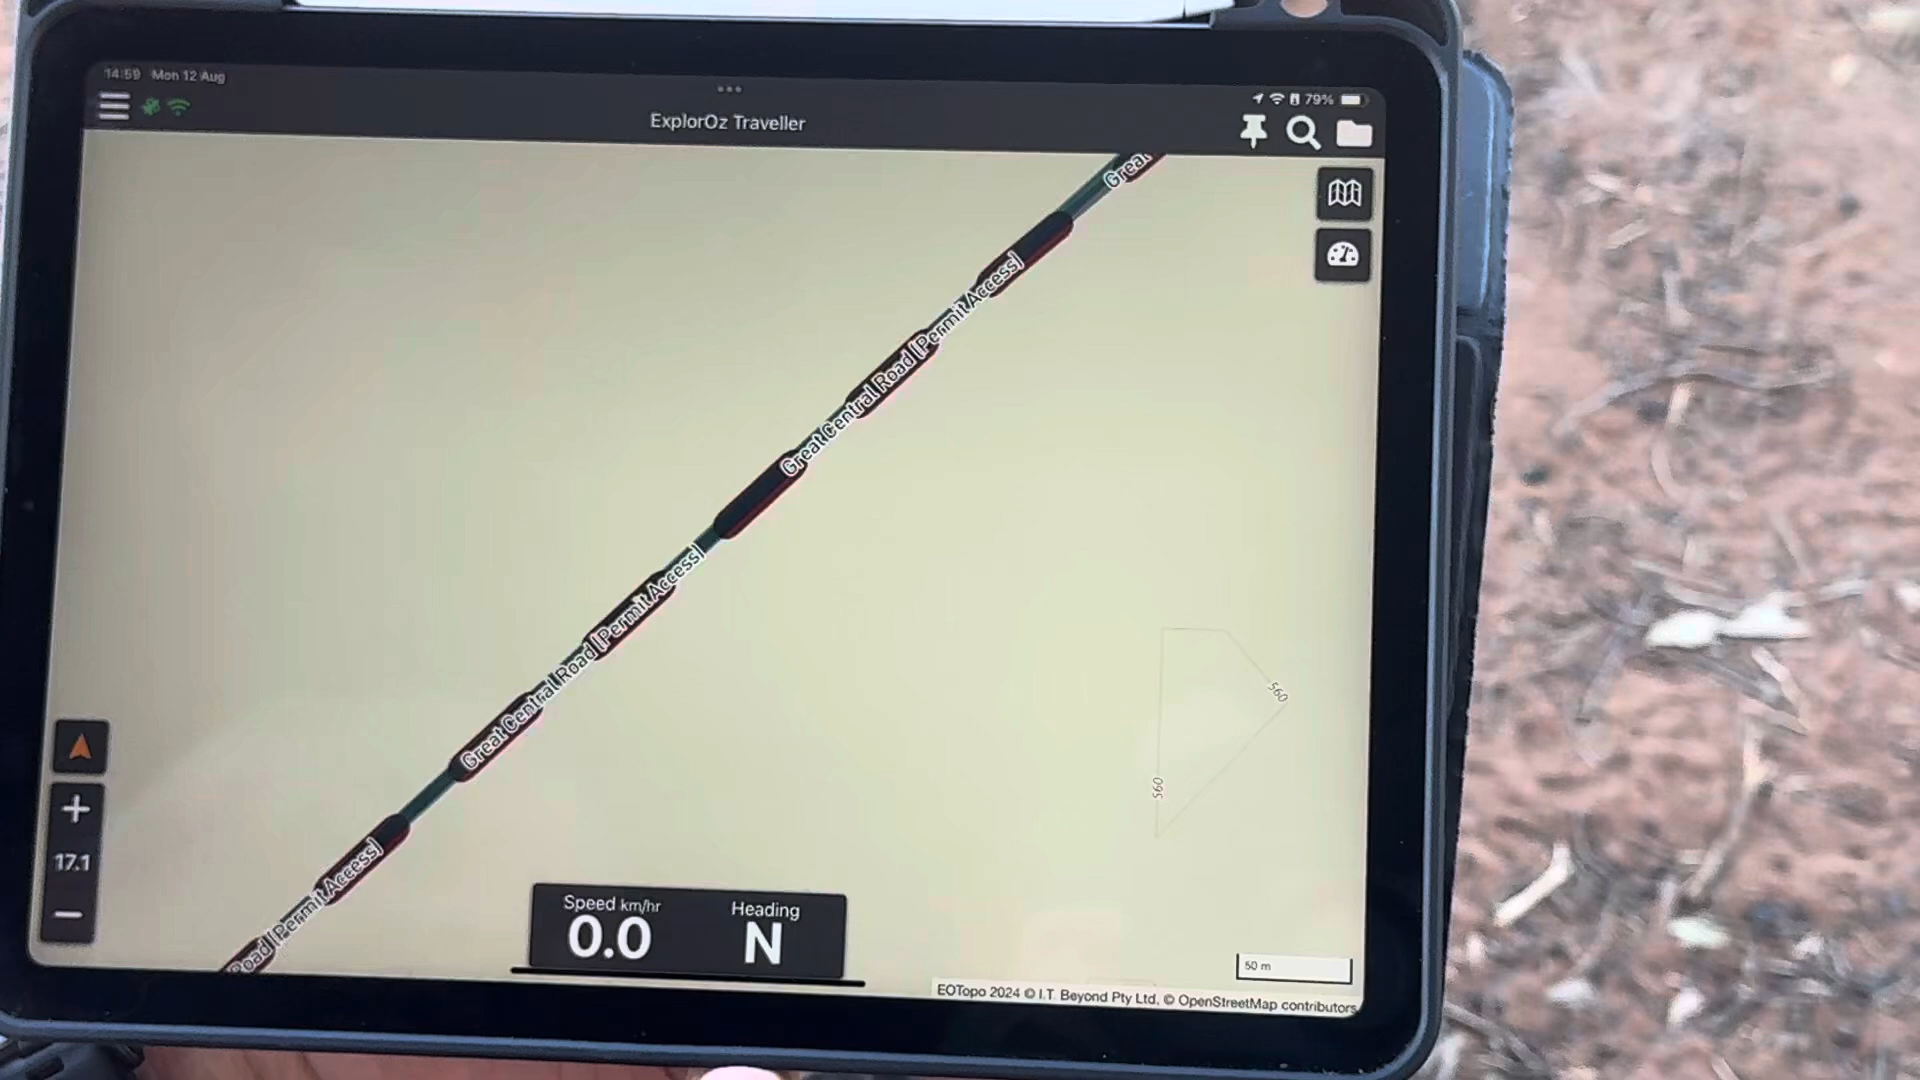 14:59 Mon 12 Aug
79%
ExplorOz Traveller
Great
Great Central Road [Permit Access]
Great Central Road [Permit Access]
Road [Permit Access]
560
560
17.1
Speed km/hr
0.0
Heading
N
50 m
EOTopo 2024 © I.T. Beyond Pty Ltd, © OpenStreetMap contributors